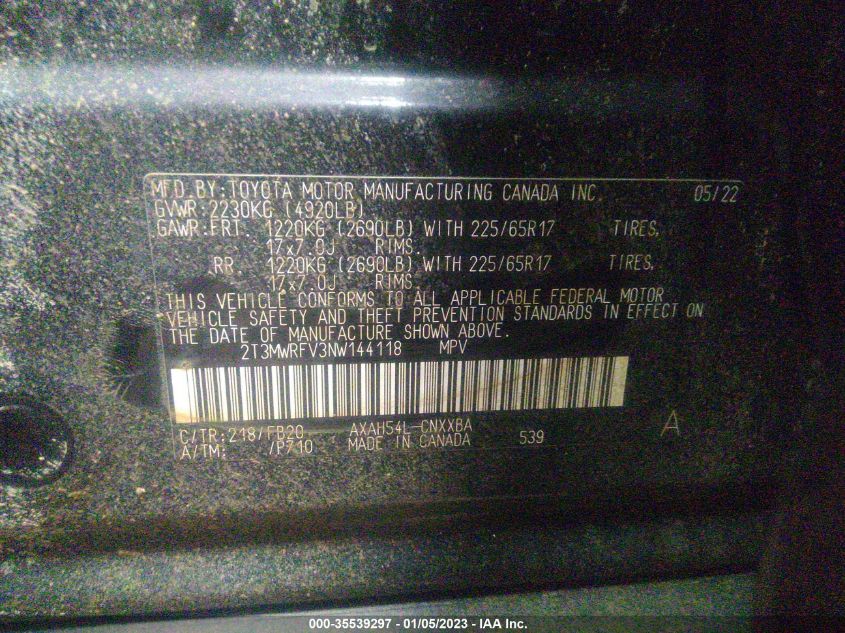 MFD.BY:TOYOTA MOTOR MANUFACTURING CANADA INC. 05/22
GVWR:2230KG (4920LB)
GAWR:FRT. 1220KG (2690LB) WITH 225/65R17 TIRES,
17x7.0J RIMS.
RR. 1220KG (2690LB) WITH 225/65R17 TIRES,
17x7.0J RIMS.
THIS VEHICLE CONFORMS TO ALL APPLICABLE FEDERAL MOTOR
VEHICLE SAFETY AND THEFT PREVENTION STANDARDS IN EFFECT ON
THE DATE OF MANUFACTURE SHOWN ABOVE.
2T3MWRFV3NW144118 MPV
C/TR:218/FB20 AXAH54L-CNXXBA A
A/TM: /P710 MADE IN CANADA 539
000-35539297 - 01/05/2023 - IAA Inc.